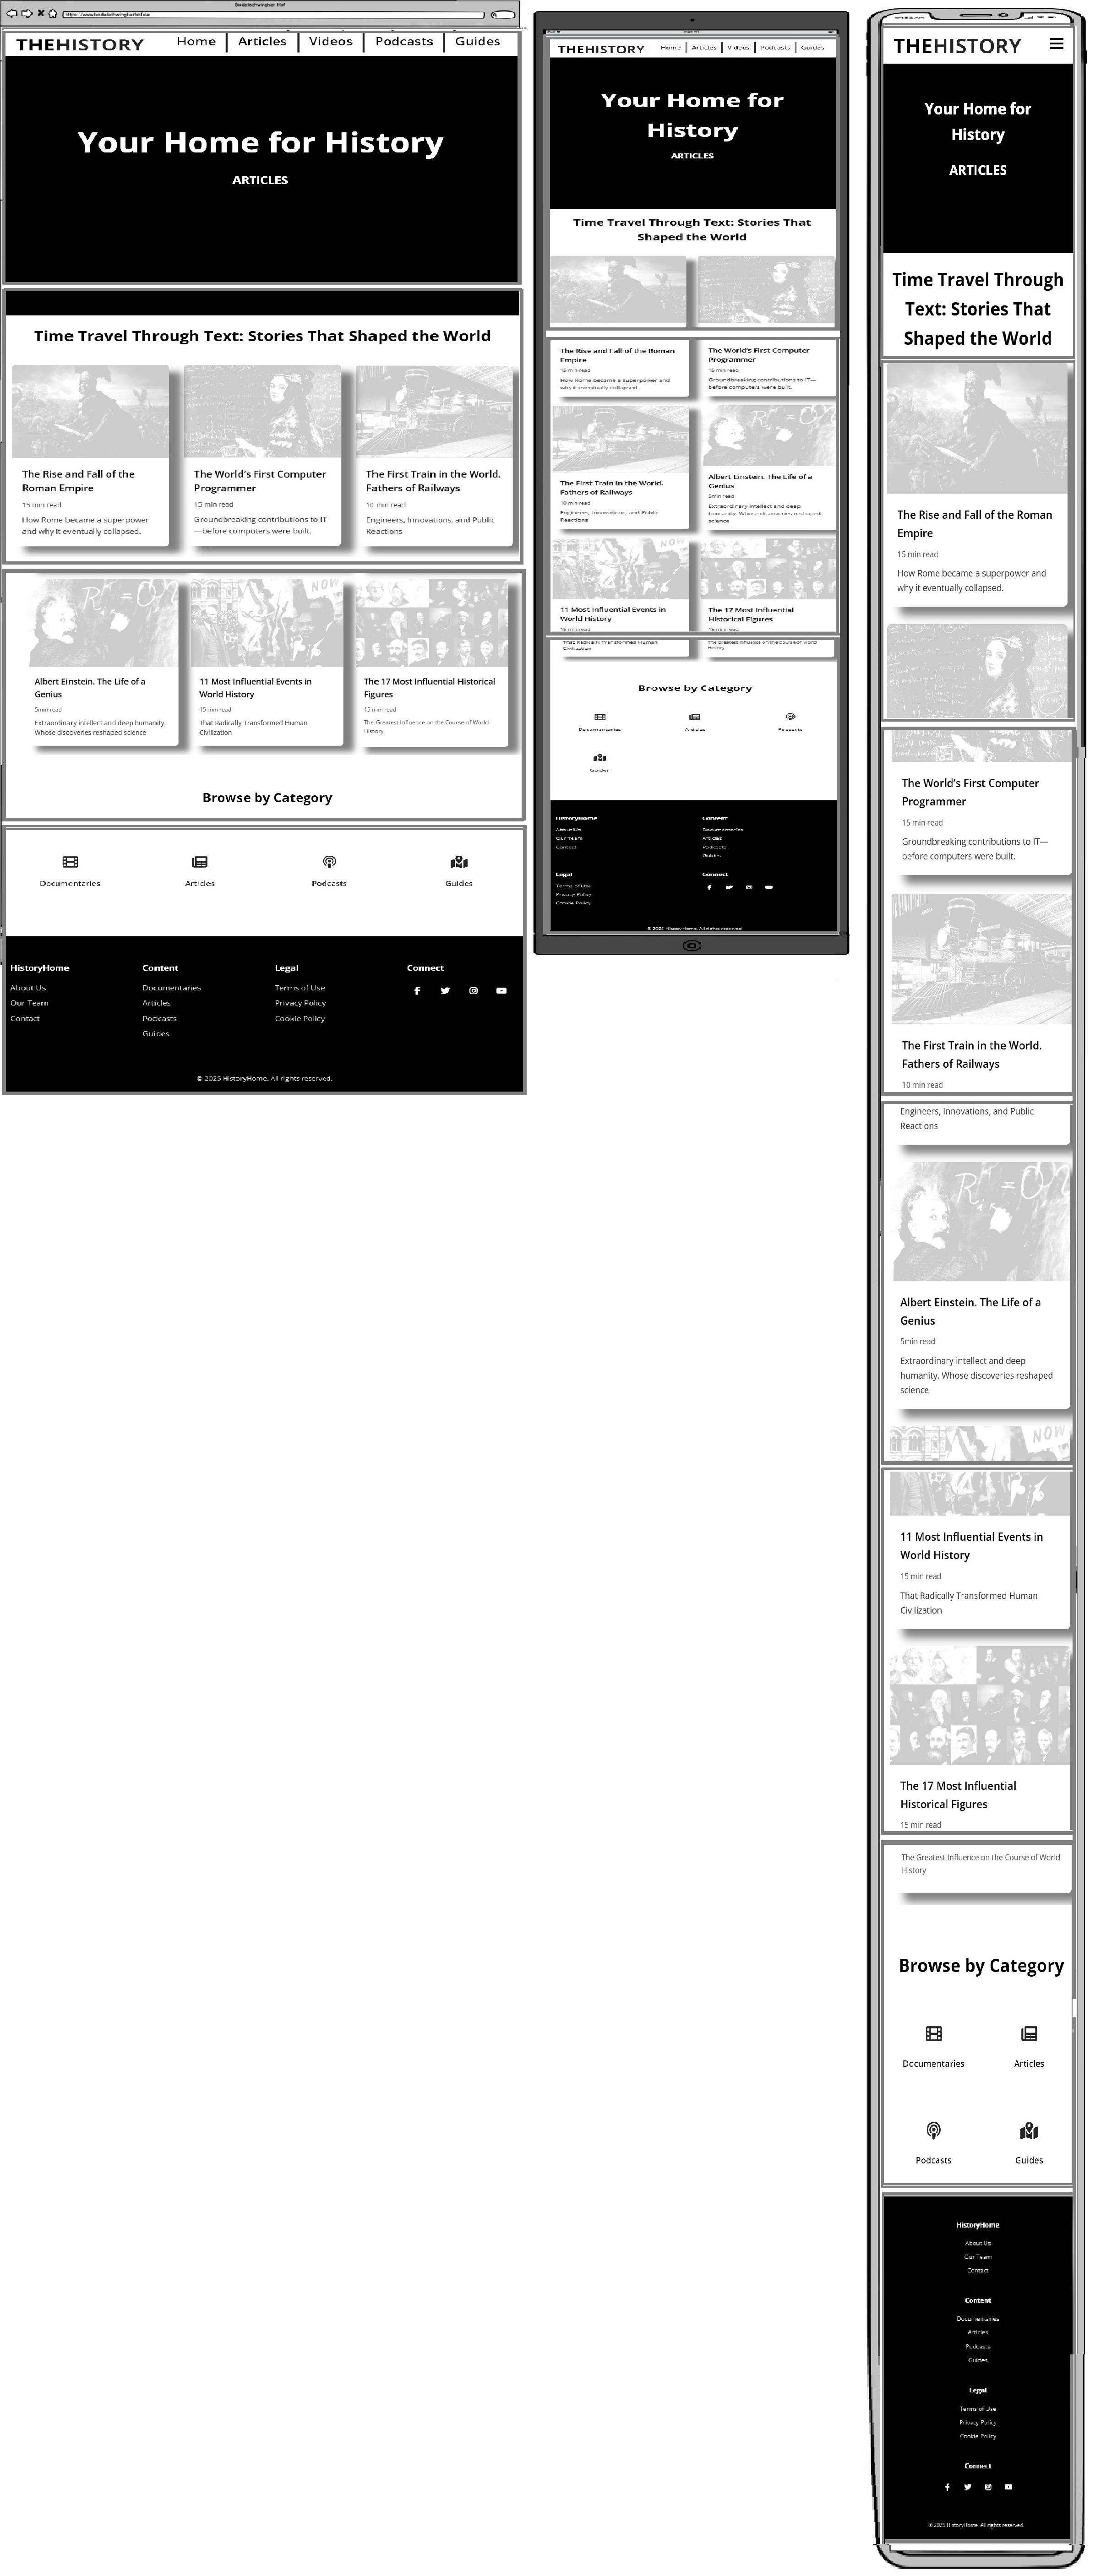 THEHISTORY
Home Articles Videos Podcasts Guides
Your Home for History
ARTICLES
Time Travel Through Text: Stories That Shaped the World
The Rise and Fall of the
Roman Empire
15 min read
How Rome became a superpower
and why it eventually collapsed.
The World's First Computer
Programmer
15 min read
Groundbreaking contributions to IT
—before computers were built.
The First Train in the World.
Fathers of Railways
10 min read
Engineers, Innovations, and Public
Reactions
NOW
Albert Einstein. The Life of a
Genius
5min read
Extraordinary intellect and deep humanity.
Whose discoveries reshaped science
11 Most Influential Events in
World History
15 min read
That Radically Transformed Human
Civilization
The 17 Most Influential Historical
Figures
15 min read
The Greatest Influence on the Course of World
History
Browse by Category
Documentaries
Articles
Podcasts
Guides
HistoryHome
About Us
Our Team
Contact
Content
Documentaries
Articles
Podcasts
Guides
Legal
Terms of Use
Privacy Policy
Cookie Policy
Connect
© 2025 HistoryHome. All rights reserved.
THEHISTORY
Home Articles Videos Podcasts Guides
Your Home for
History
ARTICLES
Time Travel Through Text: Stories That
Shaped the World
The Rise and Fall of the Roman
Empire
15 min read
How Rome became a superpower and
why it eventually collapsed.
The World's First Computer
Programmer
15 min read
Groundbreaking contributions to IT—
before computers were built.
The First Train in the World.
Fathers of Railways
10 min read
Engineers, Innovations, and Public
Reactions
Albert Einstein. The Life of a
Genius
5min read
Extraordinary intellect and deep
humanity. Whose discoveries reshaped
science
NOW
11 Most Influential Events in
World History
15 min read
That Radically Transformed Human
Civilization
The 17 Most Influential
Historical Figures
15 min read
The Greatest Influence on the Course of World
History
Browse by Category
Documentaries
Articles
Podcasts
Guides
HistoryHome
About Us
Our Team
Contact
Content
Documentaries
Articles
Podcasts
Guides
Legal
Terms of Use
Privacy Policy
Cookie Policy
Connect
© 2025 HistoryHome. All rights reserved.
THEHISTORY
Your Home for
History
ARTICLES
Time Travel Through
Text: Stories That
Shaped the World
The Rise and Fall of the Roman
Empire
15 min read
How Rome became a superpower and
why it eventually collapsed.
The World's First Computer
Programmer
15 min read
Groundbreaking contributions to IT—
before computers were built.
The First Train in the World.
Fathers of Railways
10 min read
Engineers, Innovations, and Public
Reactions
Albert Einstein. The Life of a
Genius
5min read
Extraordinary intellect and deep
humanity. Whose discoveries reshaped
science
NOW
11 Most Influential Events in
World History
15 min read
That Radically Transformed Human
Civilization
The 17 Most Influential
Historical Figures
15 min read
The Greatest Influence on the Course of World
History
Browse by Category
Documentaries
Articles
Podcasts
Guides
HistoryHome
About Us
Our Team
Contact
Content
Documentaries
Articles
Podcasts
Guides
Legal
Terms of Use
Privacy Policy
Cookie Policy
Connect
© 2025 HistoryHome. All rights reserved.